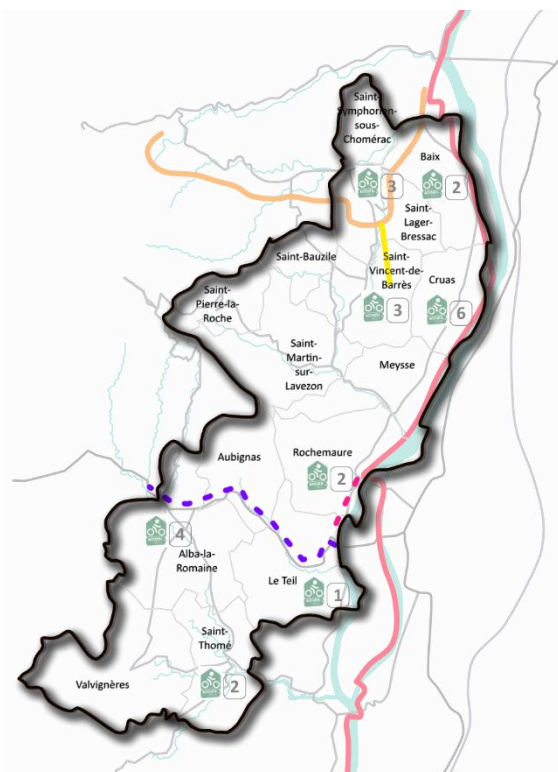 Saint-
Symphorien-
sous-
Chomérac
Baix
3
2
Saint-
Lager-
Bressac
Saint-Bauzile
Saint-
Vincent-de-
Barrès
Cruas
Saint-
Pierre-la-
Roche
3
6
Saint-
Martin-
sur-
Lavezon
Meysse
Aubignas
Rochemaure
2
4
Alba-la-
Romaine
Le Teil
1
Saint-
Thomé
Valvignères
2